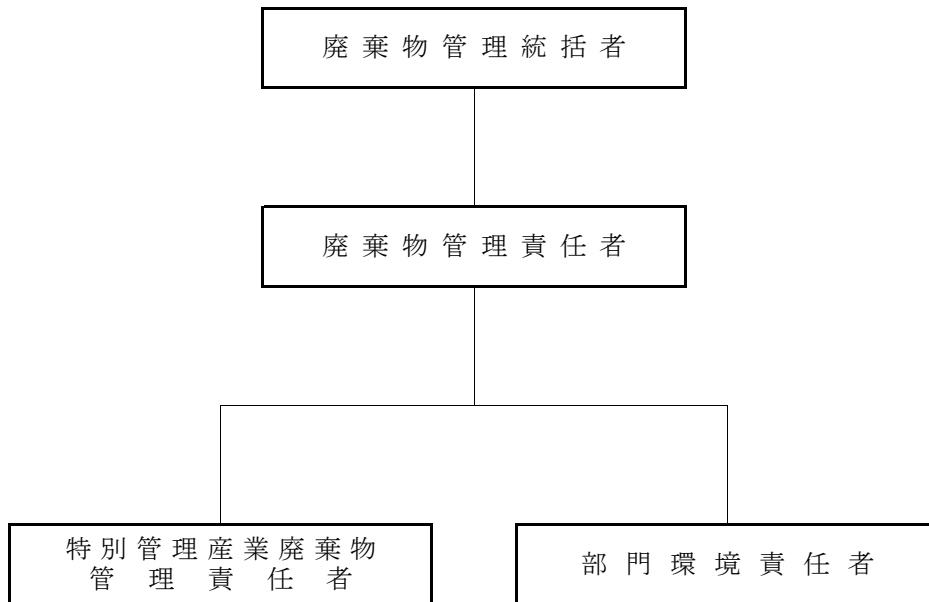 廃棄物管理統括者
廃棄物管理責任者
特別管理産業廃棄物
管理責任者
部門環境責任者